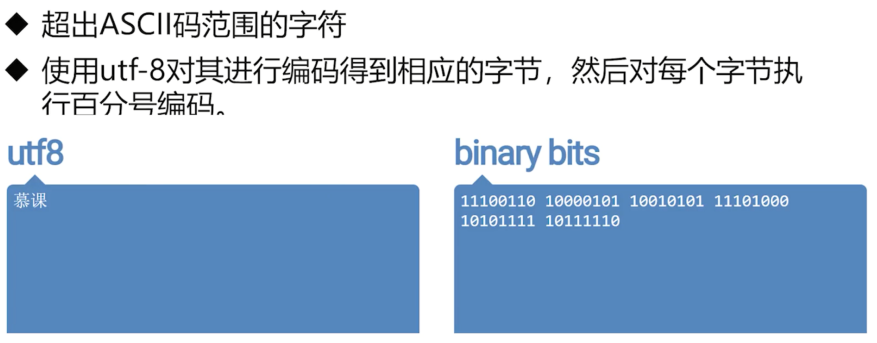 ◆ 超出ASCII码范围的字符
◆ 使用utf-8对其进行编码得到相应的字节，然后对每个字节执
行百分号编码。
utf8
binary bits
慕课
11100110 10000101 10010101 11101000
10101111 10111110